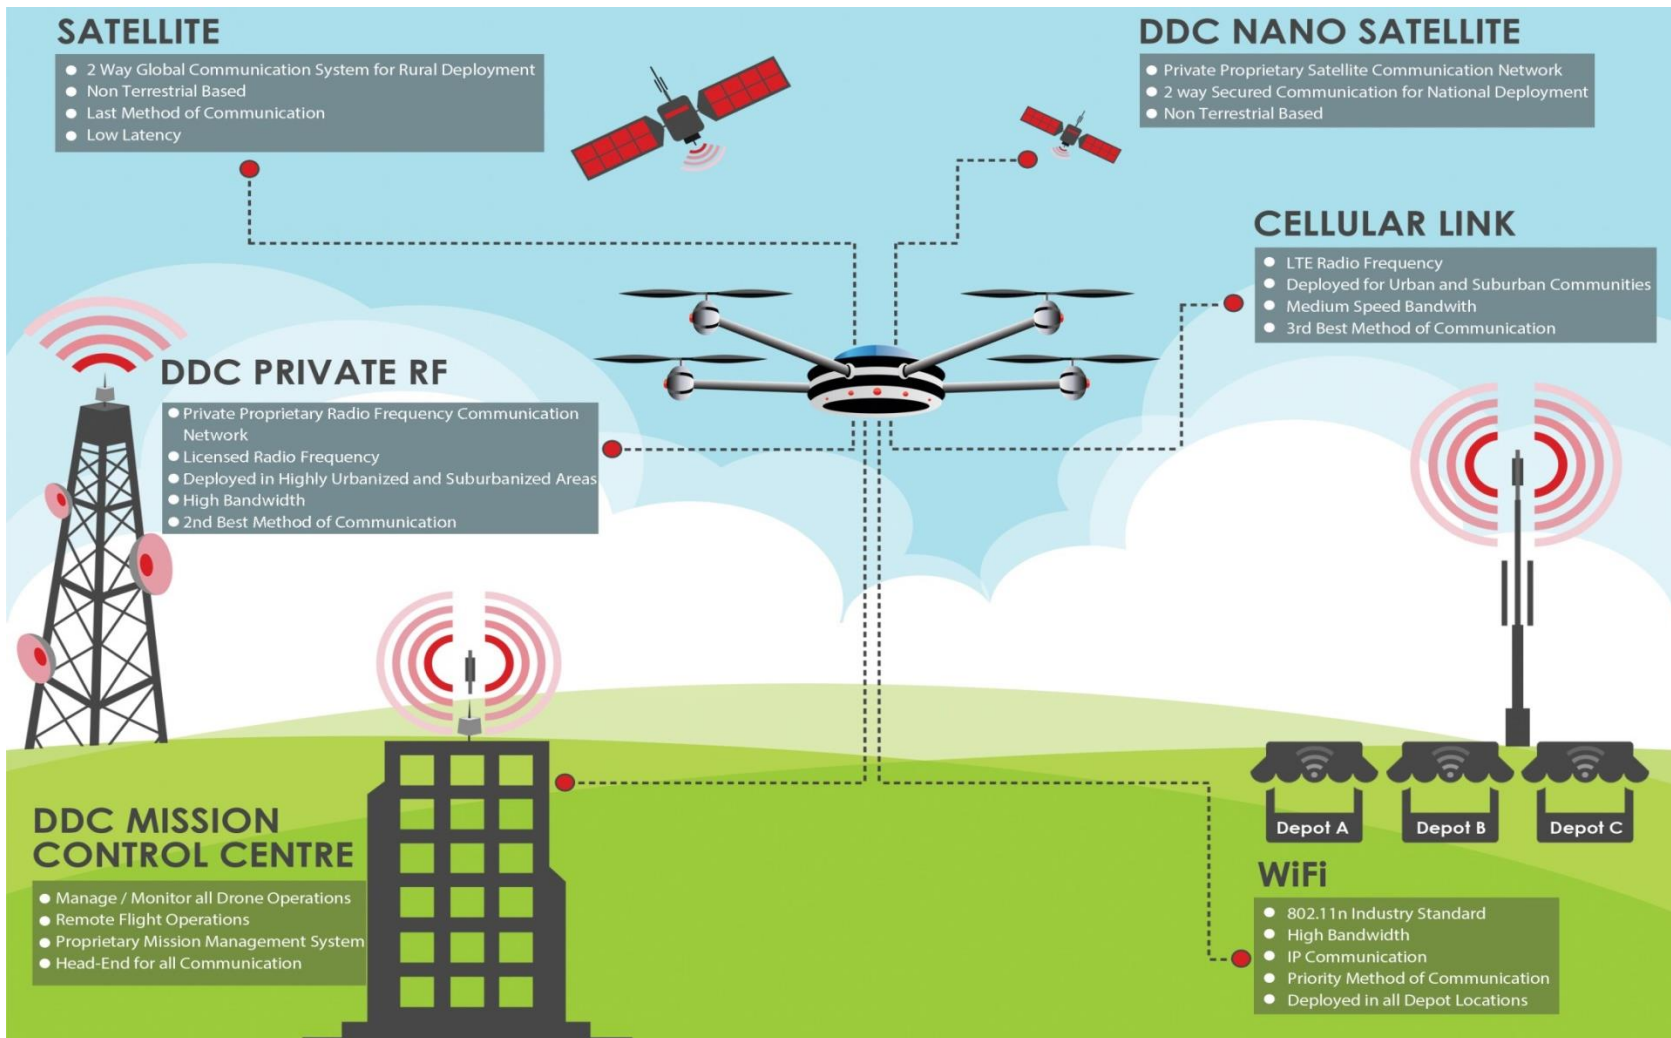 SATELLITE
2 Way Global Communication System for Rural Deployment
Non Terrestrial Based
Last Method of Communication
Low Latency
DDC NANO SATELLITE
Private Proprietary Satellite Communication Network
2 way Secured Communication for National Deployment
Non Terrestrial Based
CELLULAR LINK
LTE Radio Frequency
Deployed for Urban and Suburban Communities
Medium Speed Bandwith
3rd Best Method of Communication
DDC PRIVATE RF
Private Proprietary Radio Frequency Communication
Network
Licensed Radio Frequency
Deployed in Highly Urbanized and Suburbanized Areas
High Bandwidth
2nd Best Method of Communication
DDC MISSION
CONTROL CENTRE
Manage / Monitor all Drone Operations
Remote Flight Operations
Proprietary Mission Management System
Head-End for all Communication
Depot A
Depot B
Depot C
WiFi
802.11n Industry Standard
High Bandwidth
IP Communication
Priority Method of Communication
Deployed in all Depot Locations